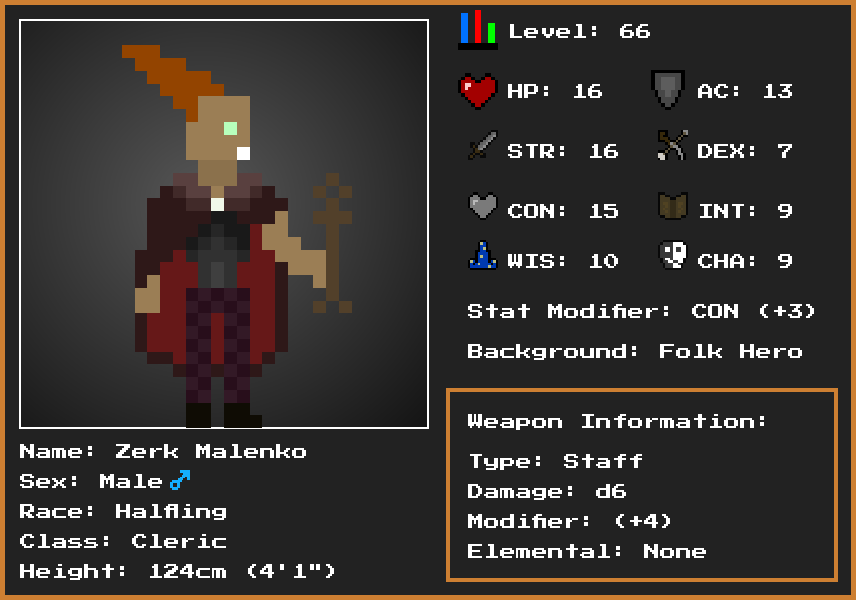 Level: 66
HP: 16
AC: 13
STR: 16
DEX: 7
CON: 15
INT: 9
WIS: 10
CHA: 9
Stat Modifier: CON (+3)
Background: Folk Hero
Weapon Information:
Type: Staff
Damage: d6
Modifier: (+4)
Elemental: None
Name: Zerk Malenko
Sex: Male ♂
Race: Halfling
Class: Cleric
Height: 124cm (4'1")